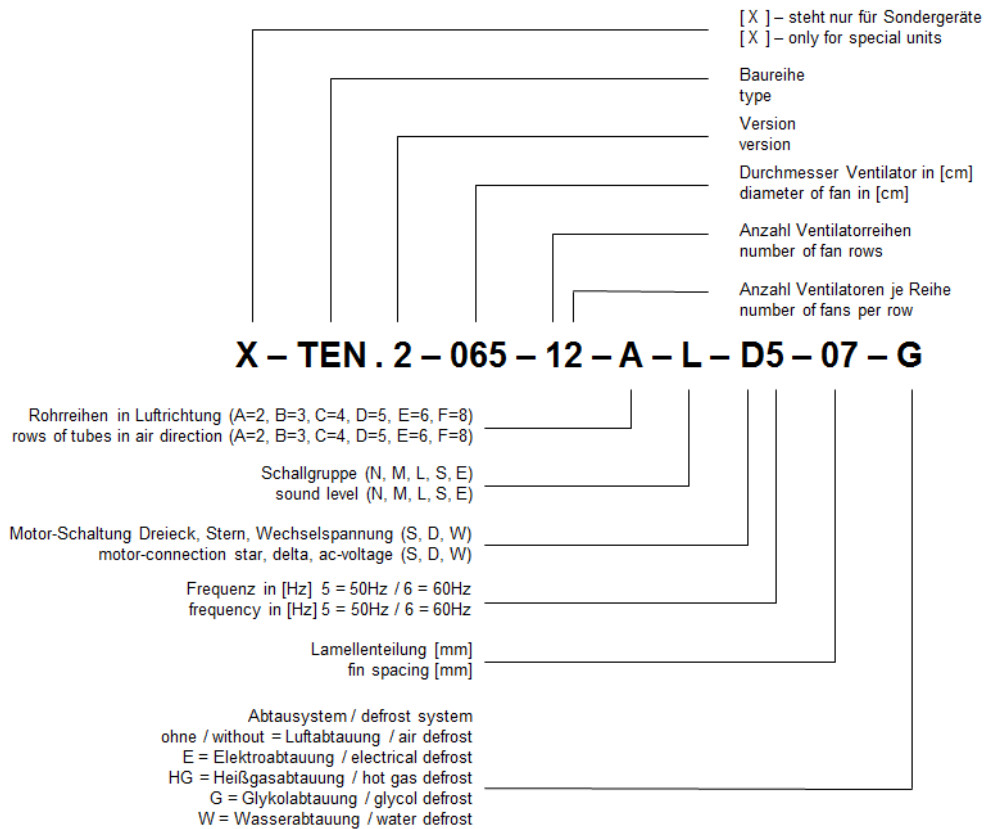 [ X ] – steht nur für Sondergeräte
[ X ] – only for special units
Baureihe
type
Version
version
Durchmesser Ventilator in [cm]
diameter of fan in [cm]
Anzahl Ventilatorreihen
number of fan rows
Anzahl Ventilatoren je Reihe
number of fans per row
X – TEN . 2 – 065 – 12 – A – L – D5 – 07 – G
Rohrreihen in Luftrichtung (A=2, B=3, C=4, D=5, E=6, F=8)
rows of tubes in air direction (A=2, B=3, C=4, D=5, E=6, F=8)
Schallgruppe (N, M, L, S, E)
sound level (N, M, L, S, E)
Motor-Schaltung Dreieck, Stern, Wechselspannung (S, D, W)
motor-connection star, delta, ac-voltage (S, D, W)
Frequenz in [Hz] 5 = 50Hz / 6 = 60Hz
frequency in [Hz] 5 = 50Hz / 6 = 60Hz
Lamellenteilung [mm]
fin spacing [mm]
Abtausystem / defrost system
ohne / without = Luftabtauung / air defrost
E = Elektroabtauung / electrical defrost
HG = Heißgasabtauung / hot gas defrost
G = Glykolabtauung / glycol defrost
W = Wasserabtauung / water defrost